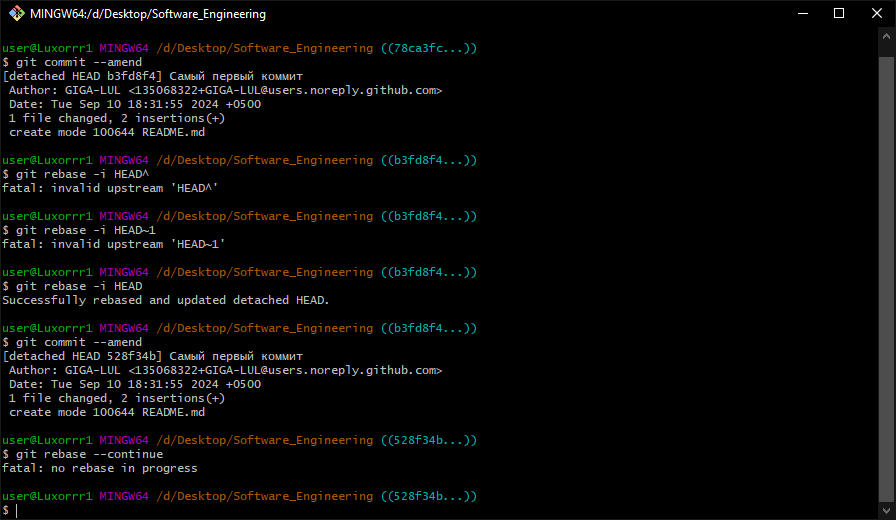 MINGW64:/d/Desktop/Software_Engineering
user@Luxorrr1 MINGW64 /d/Desktop/Software_Engineering ((78ca3fc...))
$ git commit --amend
[detached HEAD b3fd8f4] Самый первый коммит
Author: GIGA-LUL <135068322+GIGA-LUL@users.noreply.github.com>
Date: Tue Sep 10 18:31:55 2024 +0500
1 file changed, 2 insertions(+)
create mode 100644 README.md
user@Luxorrr1 MINGW64 /d/Desktop/Software_Engineering ((b3fd8f4...))
$ git rebase -i HEAD^
fatal: invalid upstream 'HEAD^'
user@Luxorrr1 MINGW64 /d/Desktop/Software_Engineering ((b3fd8f4...))
$ git rebase -i HEAD~1
fatal: invalid upstream 'HEAD~1'
user@Luxorrr1 MINGW64 /d/Desktop/Software_Engineering ((b3fd8f4...))
$ git rebase -i HEAD
Successfully rebased and updated detached HEAD.
user@Luxorrr1 MINGW64 /d/Desktop/Software_Engineering ((b3fd8f4...))
$ git commit --amend
[detached HEAD 528f34b] Самый первый коммит
Author: GIGA-LUL <135068322+GIGA-LUL@users.noreply.github.com>
Date: Tue Sep 10 18:31:55 2024 +0500
1 file changed, 2 insertions(+)
create mode 100644 README.md
user@Luxorrr1 MINGW64 /d/Desktop/Software_Engineering ((528f34b...))
$ git rebase --continue
fatal: no rebase in progress
user@Luxorrr1 MINGW64 /d/Desktop/Software_Engineering ((528f34b...))
$